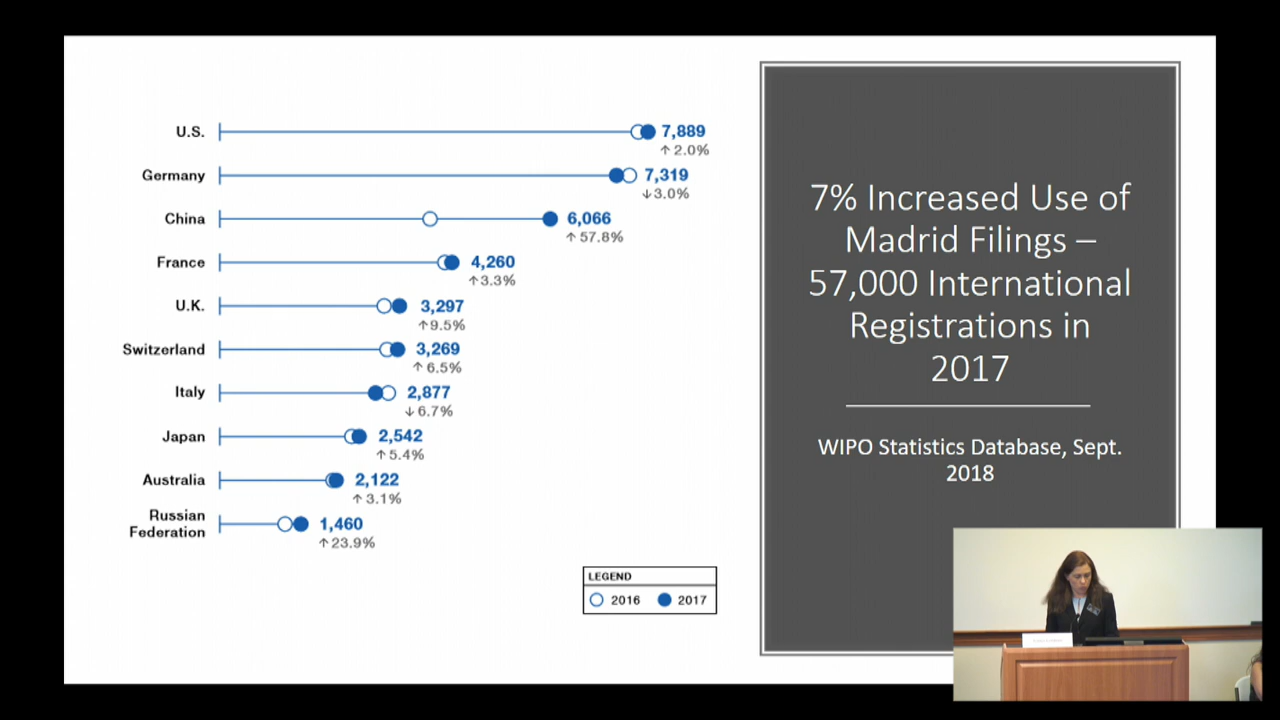 U.S.
7,889
↑2.0%
Germany
7,319
↓3.0%
China
6,066
↑57.8%
France
4,260
↑3.3%
U.K.
3,297
↑9.5%
Switzerland
3,269
↑6.5%
Italy
2,877
↓6.7%
Japan
2,542
↑5.4%
Australia
2,122
↑3.1%
Russian
Federation
1,460
↑23.9%
LEGEND
2016 2017
7% Increased Use of
Madrid Filings –
57,000 International
Registrations in
2017
WIPO Statistics Database, Sept.
2018